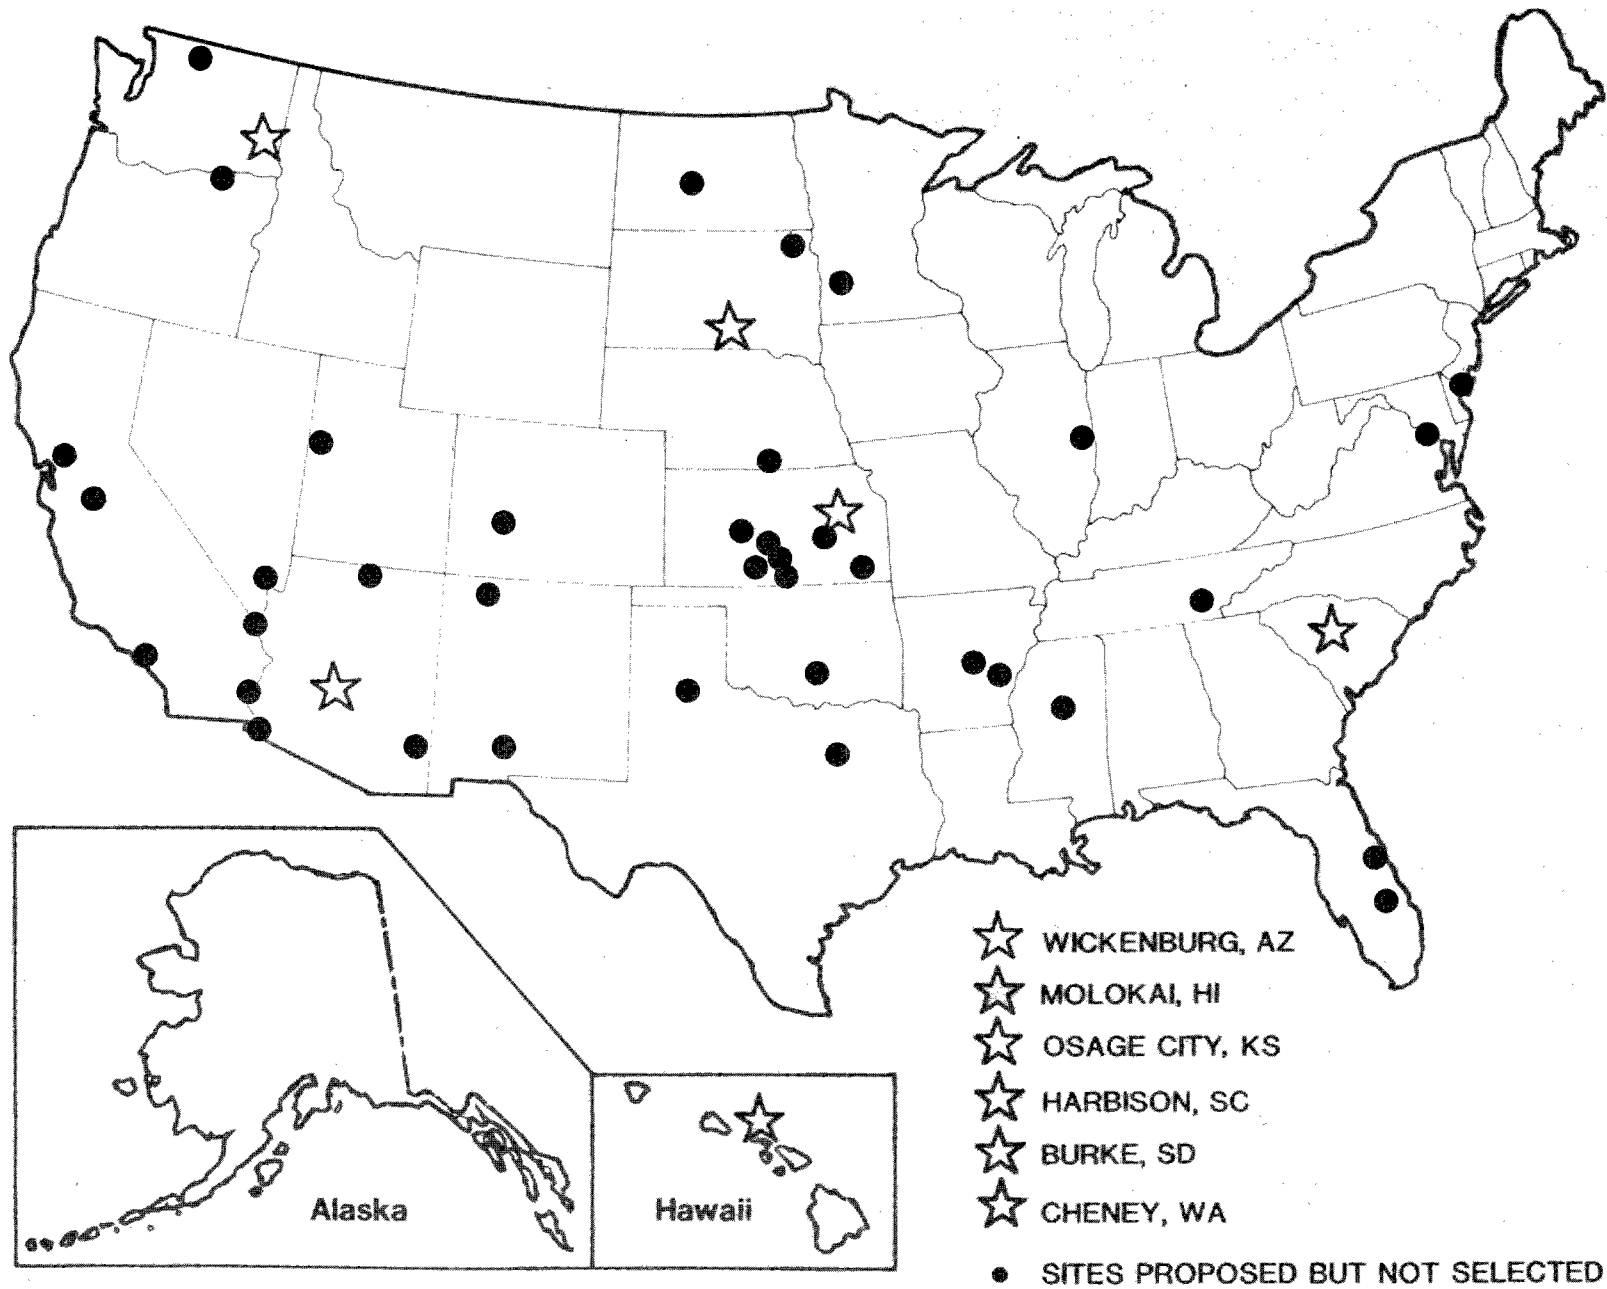 WICKENBURG, AZ
MOLOKAI, HI
OSAGE CITY, KS
HARBISON, SC
BURKE, SD
CHENEY, WA
SITES PROPOSED BUT NOT SELECTED
Alaska
Hawaii